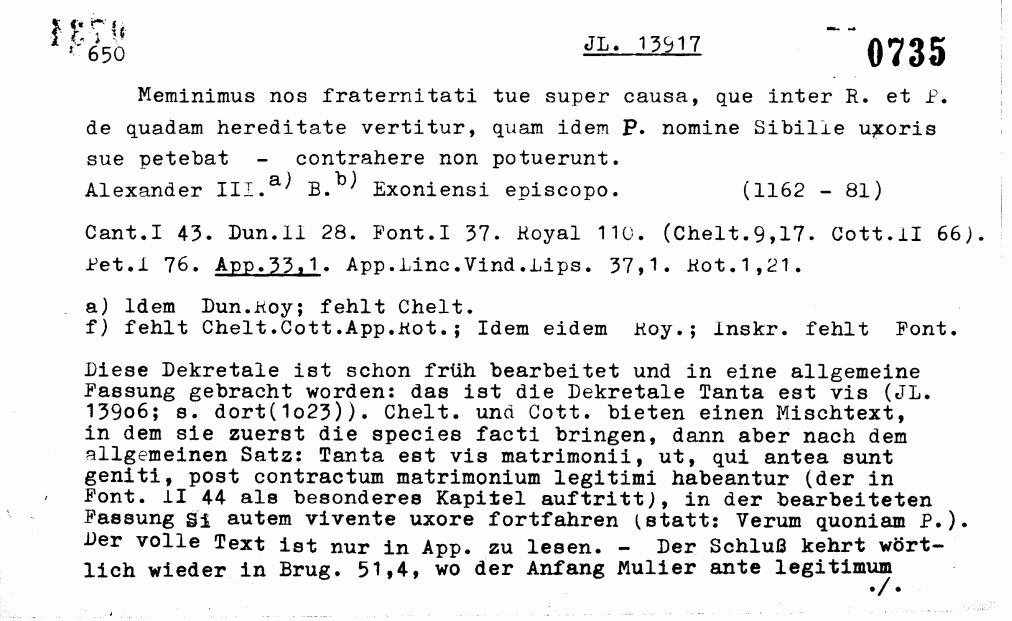 650
JL. 13917
0735
Meminimus nos fraternitati tue super causa, que inter R. et P.
de quadam hereditate vertitur, quam idem P. nomine Sibilie uxoris
sue petebat - contrahere non potuerunt.
Alexander III.a) B.b) Exoniensi episcopo. (1162 - 81)
Cant.I 43. Dun.II 28. Font.I 37. Royal 110. (Chelt.9,17. Cott.II 66).
Pet.I 76. App.33,1. App.Linc.Vind.Lips. 37,1. Rot.1,21.
a) Idem Dun.Roy; fehlt Chelt.
f) fehlt Chelt.Cott.App.Rot.; Idem eidem Roy.; Inskr. fehlt Font.
Diese Dekretale ist schon früh bearbeitet und in eine allgemeine
Fassung gebracht worden: das ist die Dekretale Tanta est vis (JL.
139o6; s. dort(1o23)). Chelt. und Cott. bieten einen Mischtext,
in dem sie zuerst die species facti bringen, dann aber nach dem
allgemeinen Satz: Tanta est vis matrimonii, ut, qui antea sunt
geniti, post contractum matrimonium legitimi habeantur (der in
Font. II 44 als besonderes Kapitel auftritt), in der bearbeiteten
Fassung Si autem vivente uxore fortfahren (statt: Verum quoniam P.).
Der volle Text ist nur in App. zu lesen. - Der Schluß kehrt wört-
lich wieder in Brug. 51,4, wo der Anfang Mulier ante legitimum
./.